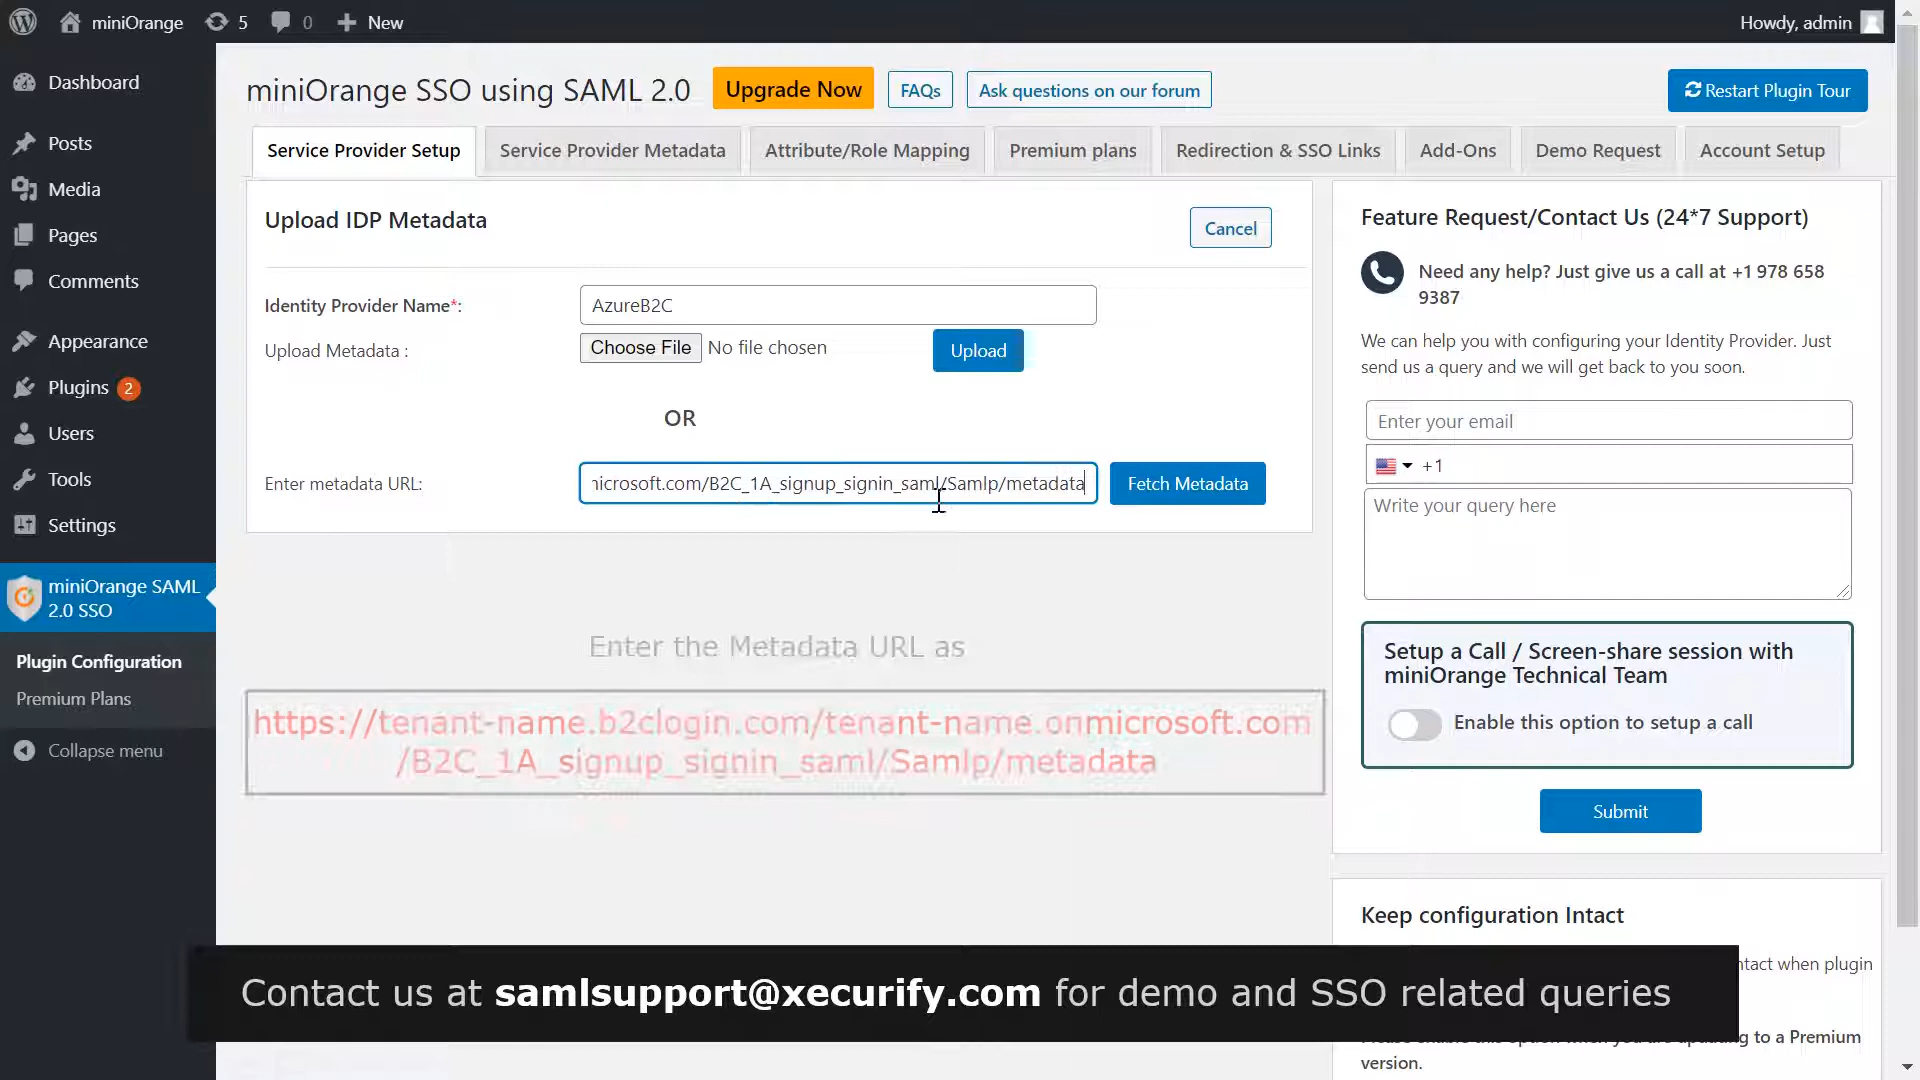 miniOrange
5
0
New
Howdy, admin
Dashboard
Posts
Media
Pages
Comments
Appearance
Plugins 2
Users
Tools
Settings
miniOrange SAML
2.0 SSO
Plugin Configuration
Premium Plans
Collapse menu
miniOrange SSO using SAML 2.0
Upgrade Now
FAQs
Ask questions on our forum
Restart Plugin Tour
Service Provider Setup
Service Provider Metadata
Attribute/Role Mapping
Premium plans
Redirection & SSO Links
Add-Ons
Demo Request
Account Setup
Upload IDP Metadata
Cancel
Identity Provider Name*:
AzureB2C
Upload Metadata :
Choose File No file chosen
Upload
OR
Enter metadata URL:
icrosoft.com/B2C_1A_signup_signin_saml/Samlp/metadata
Fetch Metadata
Enter the Metadata URL as
https://tenant-name.b2clogin.com/tenant-name.onmicrosoft.com
/B2C_1A_signup_signin_saml/Samlp/metadata
Feature Request/Contact Us (24*7 Support)
Need any help? Just give us a call at +1 978 658
9387
We can help you with configuring your Identity Provider. Just
send us a query and we will get back to you soon.
Enter your email
+1
Write your query here
Setup a Call / Screen-share session with
miniOrange Technical Team
Enable this option to setup a call
Submit
Keep configuration Intact
ntact when plugin
to a Premium
version.
Contact us at samlsupport@xecurify.com for demo and SSO related queries